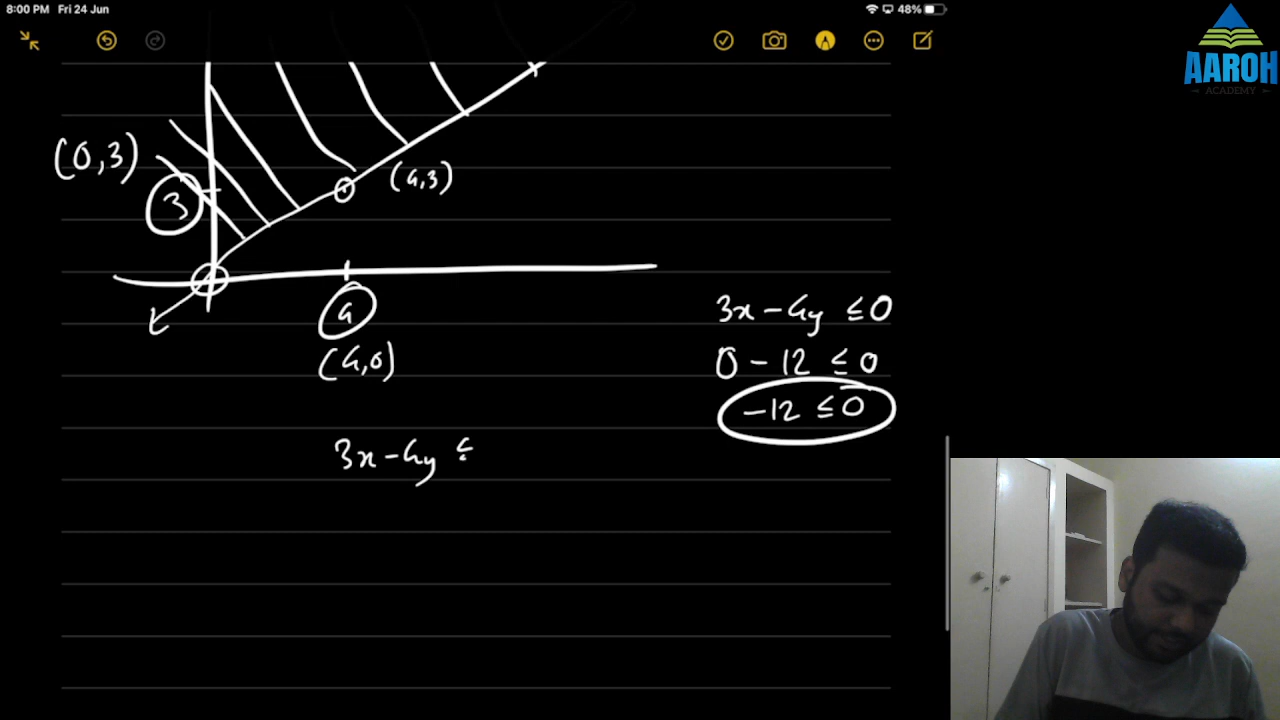 8:00 PM Fri 24 Jun
48%
AAROH
ACADEMY
(0,3)
3
(4,3)
4
(4,0)
3x-4y ≤0
0-12 ≤0
-12 ≤0
3x-4y ≤